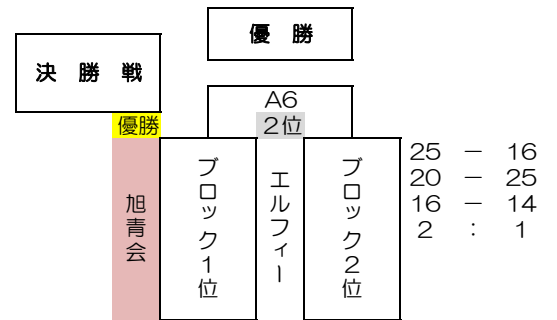 優 勝
決 勝 戦
A6
優勝
2位
旭青会
ブロック1位
エルフィー
ブロック2位
25 － 16
20 － 25
16 － 14
2 : 1